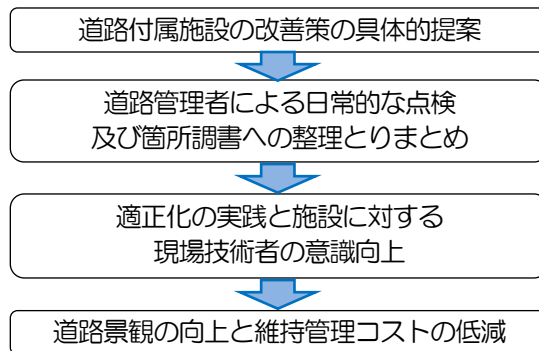 道路付属施設の改善策の具体的提案
道路管理者による日常的な点検
及び箇所調書への整理とりまとめ
適正化の実践と施設に対する
現場技術者の意識向上
道路景観の向上と維持管理コストの低減